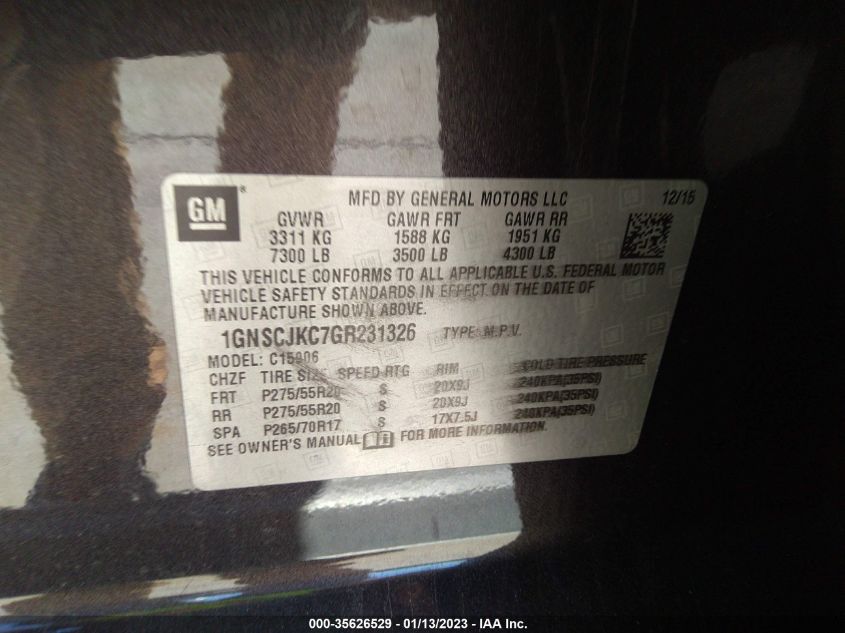 GM
MFD BY GENERAL MOTORS LLC 12/15
GVWR GAWR FRT GAWR RR
3311 KG 1588 KG 1951 KG
7300 LB 3500 LB 4300 LB
THIS VEHICLE CONFORMS TO ALL APPLICABLE U.S. FEDERAL MOTOR
VEHICLE SAFETY STANDARDS IN EFFECT ON THE DATE OF
MANUFACTURE SHOWN ABOVE.
1GNSCJKC7GR231326 TYPE: M.P.V.
MODEL: C15906
CHZF TIRE SIZE SPEED RTG RIM COLD TIRE PRESSURE
FRT P275/55R20 S 20X9J 240KPA(35PSI)
RR P275/55R20 S 20X9J 240KPA(35PSI)
SPA P265/70R17 S 17X7.5J 240KPA(35PSI)
SEE OWNER'S MANUAL FOR MORE INFORMATION.
000-35626529 - 01/13/2023 - IAA Inc.